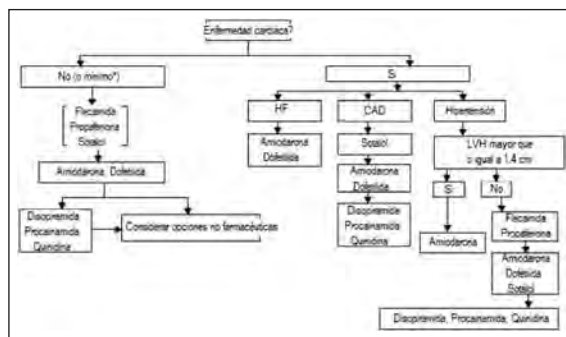 Enfermedad cardiaca?
No (o mínimo*)
Si
Flecainida
Propafenona
Sotalol
Amiodarona, Dofetilida
Disopiramida
Procainamida
Quinidina
Considerar opciones no farmacéuticas
HF
Amiodarona
Dofetilida
CAD
Sotalol
Amiodarona
Dofetilida
Disopiramida
Procainamida
Quinidina
Hipertensión
LVH mayor que
o igual a 1.4 cm
Si
No
Amiodarona
Flecainida
Propafenona
Amiodarona
Dofetilida
Sotalol
Disopiramida, Procainamida, Quinidina